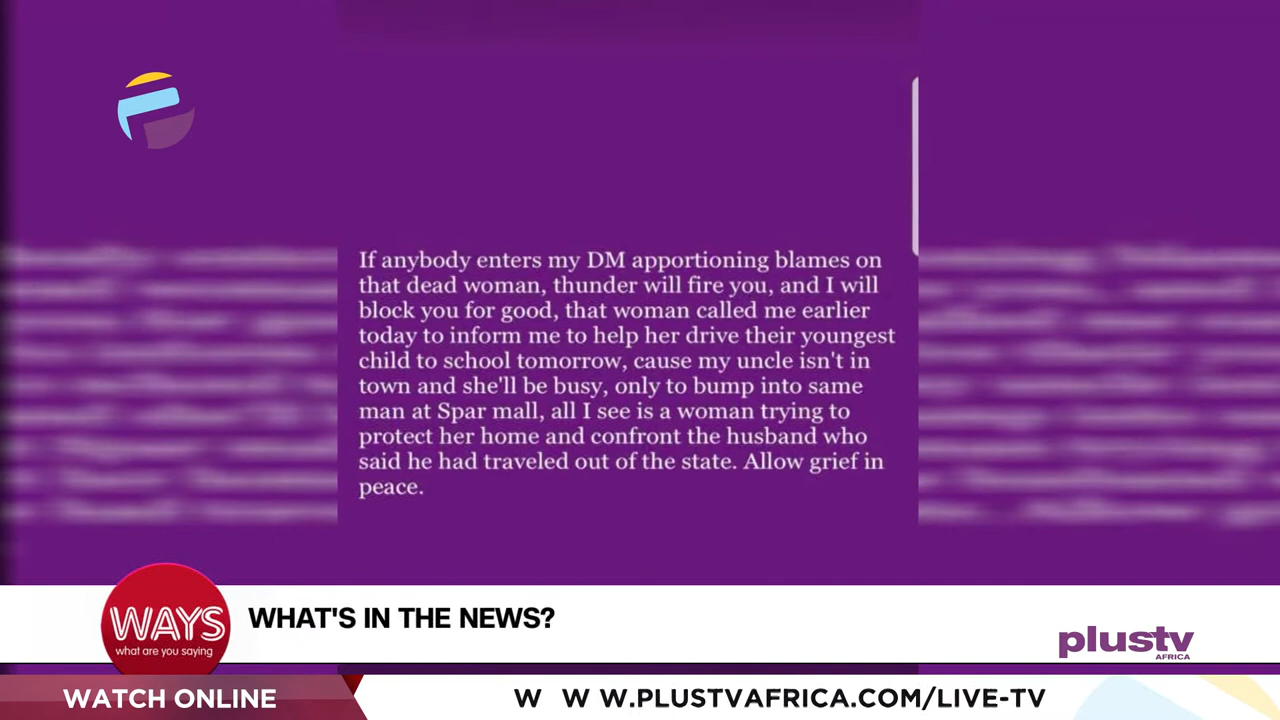 If anybody enters my DM apportioning blames on
that dead woman, thunder will fire you, and I will
block you for good, that woman called me earlier
today to inform me to help her drive their youngest
child to school tomorrow, cause my uncle isn't in
town and she'll be busy, only to bump into same
man at Spar mall, all I see is a woman trying to
protect her home and confront the husband who
said he had traveled out of the state. Allow grief in
peace.
WAYS
what are you saying
WHAT'S IN THE NEWS?
plustv
AFRICA
WATCH ONLINE
W W W.PLUSTVAFRICA.COM/LIVE-TV